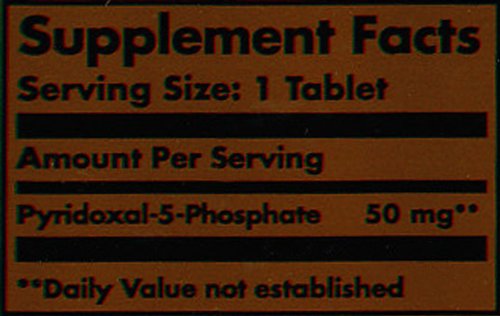 Supplement Facts
Serving Size: 1 Tablet
Amount Per Serving
Pyridoxal-5-Phosphate 50 mg**
**Daily Value not established